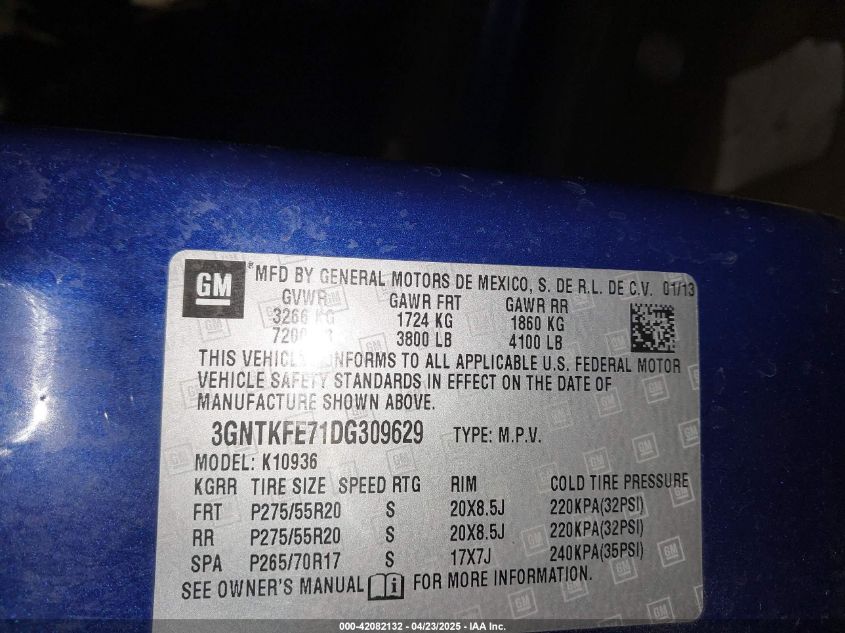 GM ® MFD BY GENERAL MOTORS DE MEXICO, S. DE R.L. DE C.V. 01/13
GVWR GAWR FRT GAWR RR
3266 KG 1724 KG 1860 KG
3800 LB 4100 LB
THIS VEHICLE CONFORMS TO ALL APPLICABLE U.S. FEDERAL MOTOR
VEHICLE SAFETY STANDARDS IN EFFECT ON THE DATE OF
MANUFACTURE SHOWN ABOVE.
3GNTKFE71DG309629 TYPE: M.P.V.
MODEL: K10936
KGRR TIRE SIZE SPEED RTG RIM COLD TIRE PRESSURE
FRT P275/55R20 S 20X8.5J 220KPA(32PSI)
RR P275/55R20 S 20X8.5J 220KPA(32PSI)
SPA P265/70R17 S 17X7J 240KPA(35PSI)
SEE OWNER'S MANUAL FOR MORE INFORMATION.
000-42082132 - 04/23/2025 - IAA Inc.